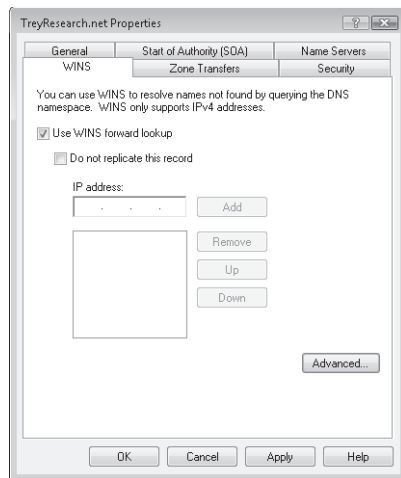 TreyResearch.net Properties
General
Start of Authority (SOA)
Name Servers
WINS
Zone Transfers
Security
You can use WINS to resolve names not found by querying the DNS
namespace. WINS only supports IPv4 addresses.
Use WINS forward lookup
Do not replicate this record
IP address:
Add
Remove
Up
Down
Advanced...
OK
Cancel
Apply
Help